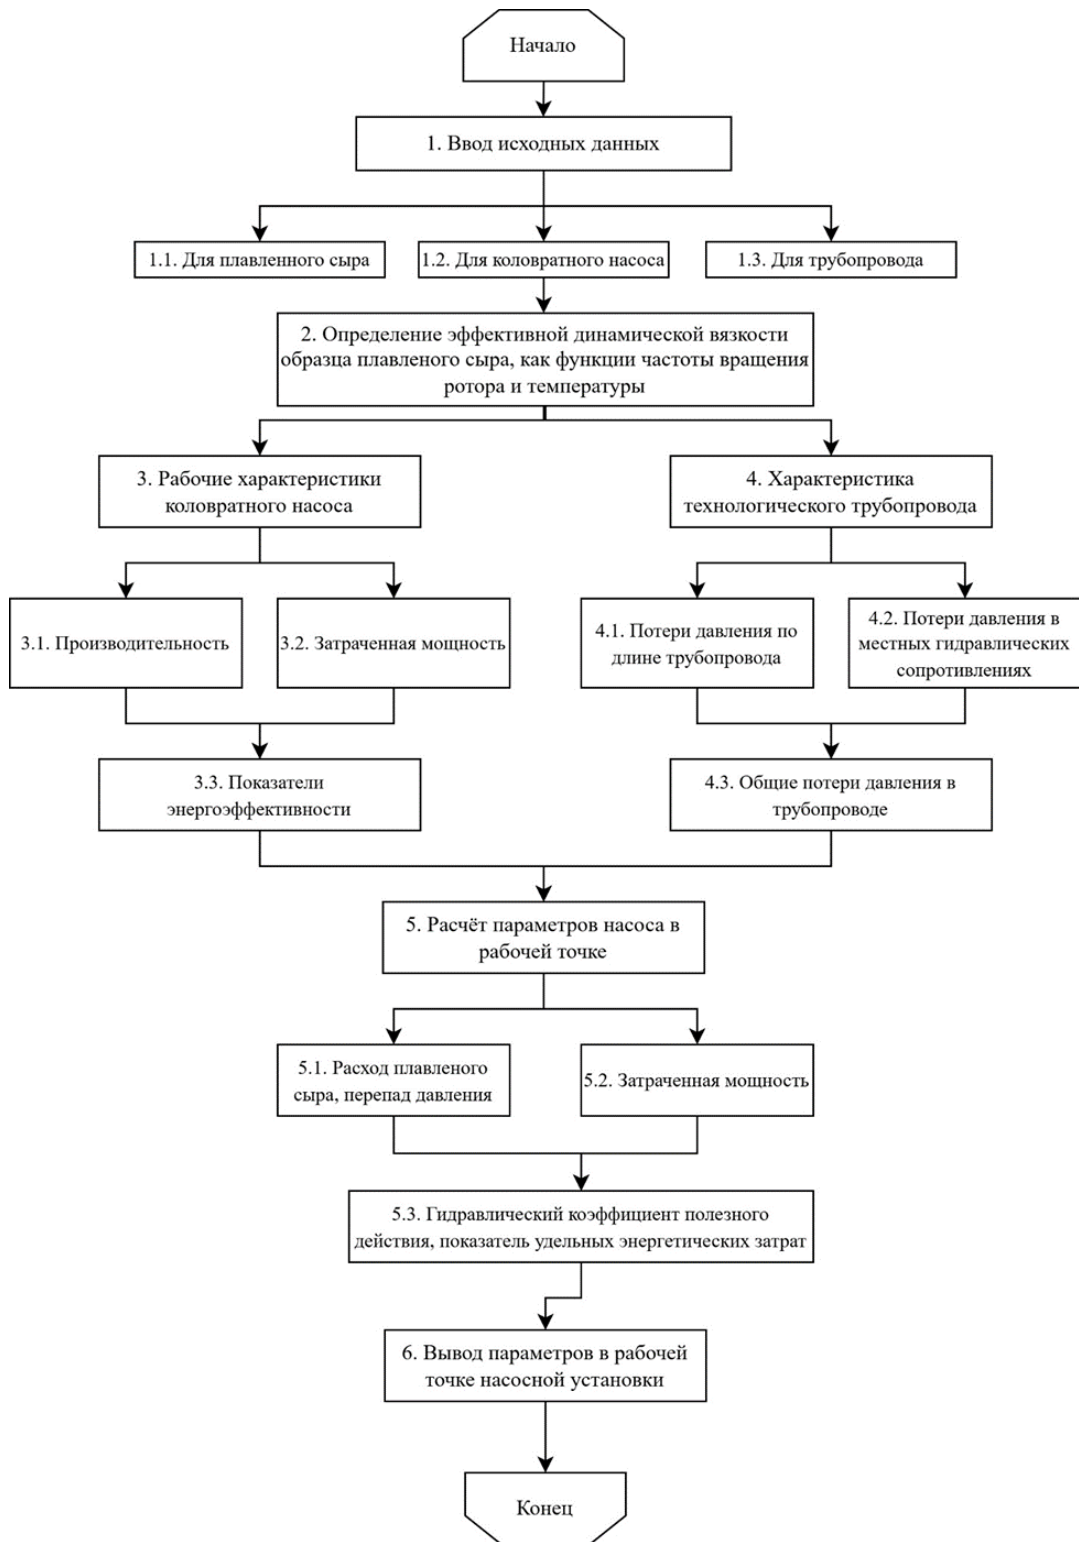 Начало
1. Ввод исходных данных
1.1. Для плавленного сыра
1.2. Для коловратного насоса
1.3. Для трубопровода
2. Определение эффективной динамической вязкости
образца плавленого сыра, как функции частоты вращения
ротора и температуры
3. Рабочие характеристики
коловратного насоса
4. Характеристика
технологического трубопровода
3.1. Производительность
3.2. Затраченная мощность
4.1. Потери давления по
длине трубопровода
4.2. Потери давления в
местных гидравлических
сопротивлениях
3.3. Показатели
энергоэффективности
4.3. Общие потери давления в
трубопроводе
5. Расчёт параметров насоса в
рабочей точке
5.1. Расход плавленого
сыра, перепад давления
5.2. Затраченная мощность
5.3. Гидравлический коэффициент полезного
действия, показатель удельных энергетических затрат
6. Вывод параметров в рабочей
точке насосной установки
Конец